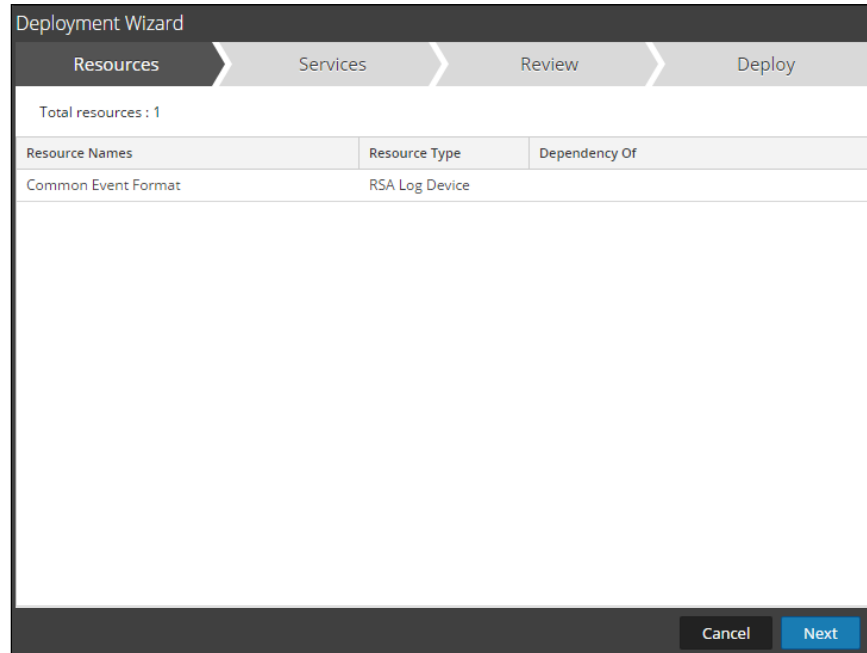 Deployment Wizard
Resources Services Review Deploy
Total resources : 1
Resource Names Resource Type Dependency Of
Common Event Format RSA Log Device
Cancel Next